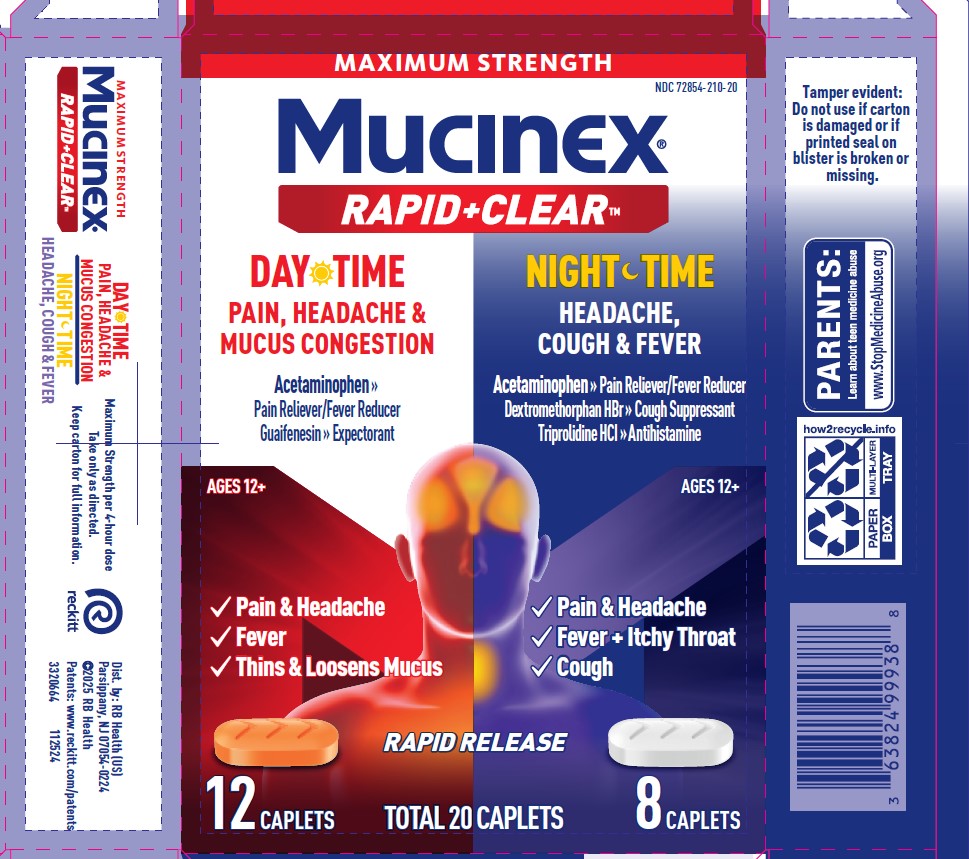 MAXIMUM STRENGTH
NDC 72854-210-20
Mucinex®
RAPID+CLEAR™
DAY TIME
PAIN, HEADACHE &
MUCUS CONGESTION
Acetaminophen »
Pain Reliever/Fever Reducer
Guaifenesin » Expectorant
NIGHT TIME
HEADACHE,
COUGH & FEVER
Acetaminophen » Pain Reliever/Fever Reducer
Dextromethorphan HBr » Cough Suppressant
Triprolidine HCl » Antihistamine
AGES 12+
AGES 12+
✓ Pain & Headache
✓ Fever
✓ Thins & Loosens Mucus
✓ Pain & Headache
✓ Fever + Itchy Throat
✓ Cough
RAPID RELEASE
12 CAPLETS
TOTAL 20 CAPLETS
8 CAPLETS
MAXIMUM STRENGTH
Mucinex®
RAPID+CLEAR™
DAY TIME
PAIN, HEADACHE &
MUCUS CONGESTION
NIGHT TIME
HEADACHE, COUGH & FEVER
Maximum Strength per 4-hour dose
Take only as directed.
Keep carton for full information.
reckitt
Dist. by: RB Health (US)
Parsippany, NJ 07054-0224
©2025 RB Health
Patents: www.reckitt.com/patents
3320664 112524
Tamper evident:
Do not use if carton
is damaged or if
printed seal on
blister is broken or
missing.
PARENTS:
Learn about teen medicine abuse
www.StopMedicineAbuse.org
how2recycle.info
MULTI-LAYER
TRAY
PAPER
BOX
3 63824 99938 8